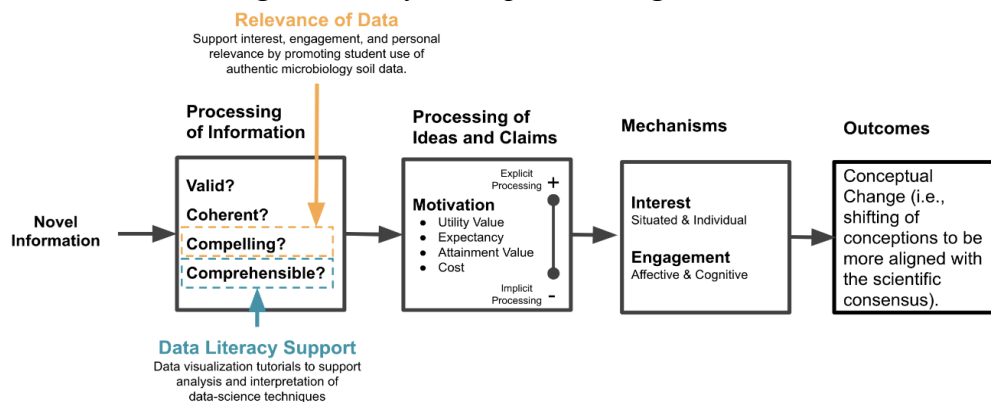 Relevance of Data
Support interest, engagement, and personal
relevance by promoting student use of
authentic microbiology soil data.
Processing
of Information
Processing of
Ideas and Claims
Mechanisms
Outcomes
Novel
Information
Valid?
Coherent?
Compelling?
Comprehensible?
Explicit
Processing +
Motivation
● Utility Value
● Expectancy
● Attainment Value
● Cost
Implicit
Processing -
Interest
Situated & Individual
Engagement
Affective & Cognitive
Conceptual
Change (i.e.,
shifting of
conceptions to be
more aligned with
the scientific
consensus).
Data Literacy Support
Data visualization tutorials to support
analysis and interpretation of
data-science techniques